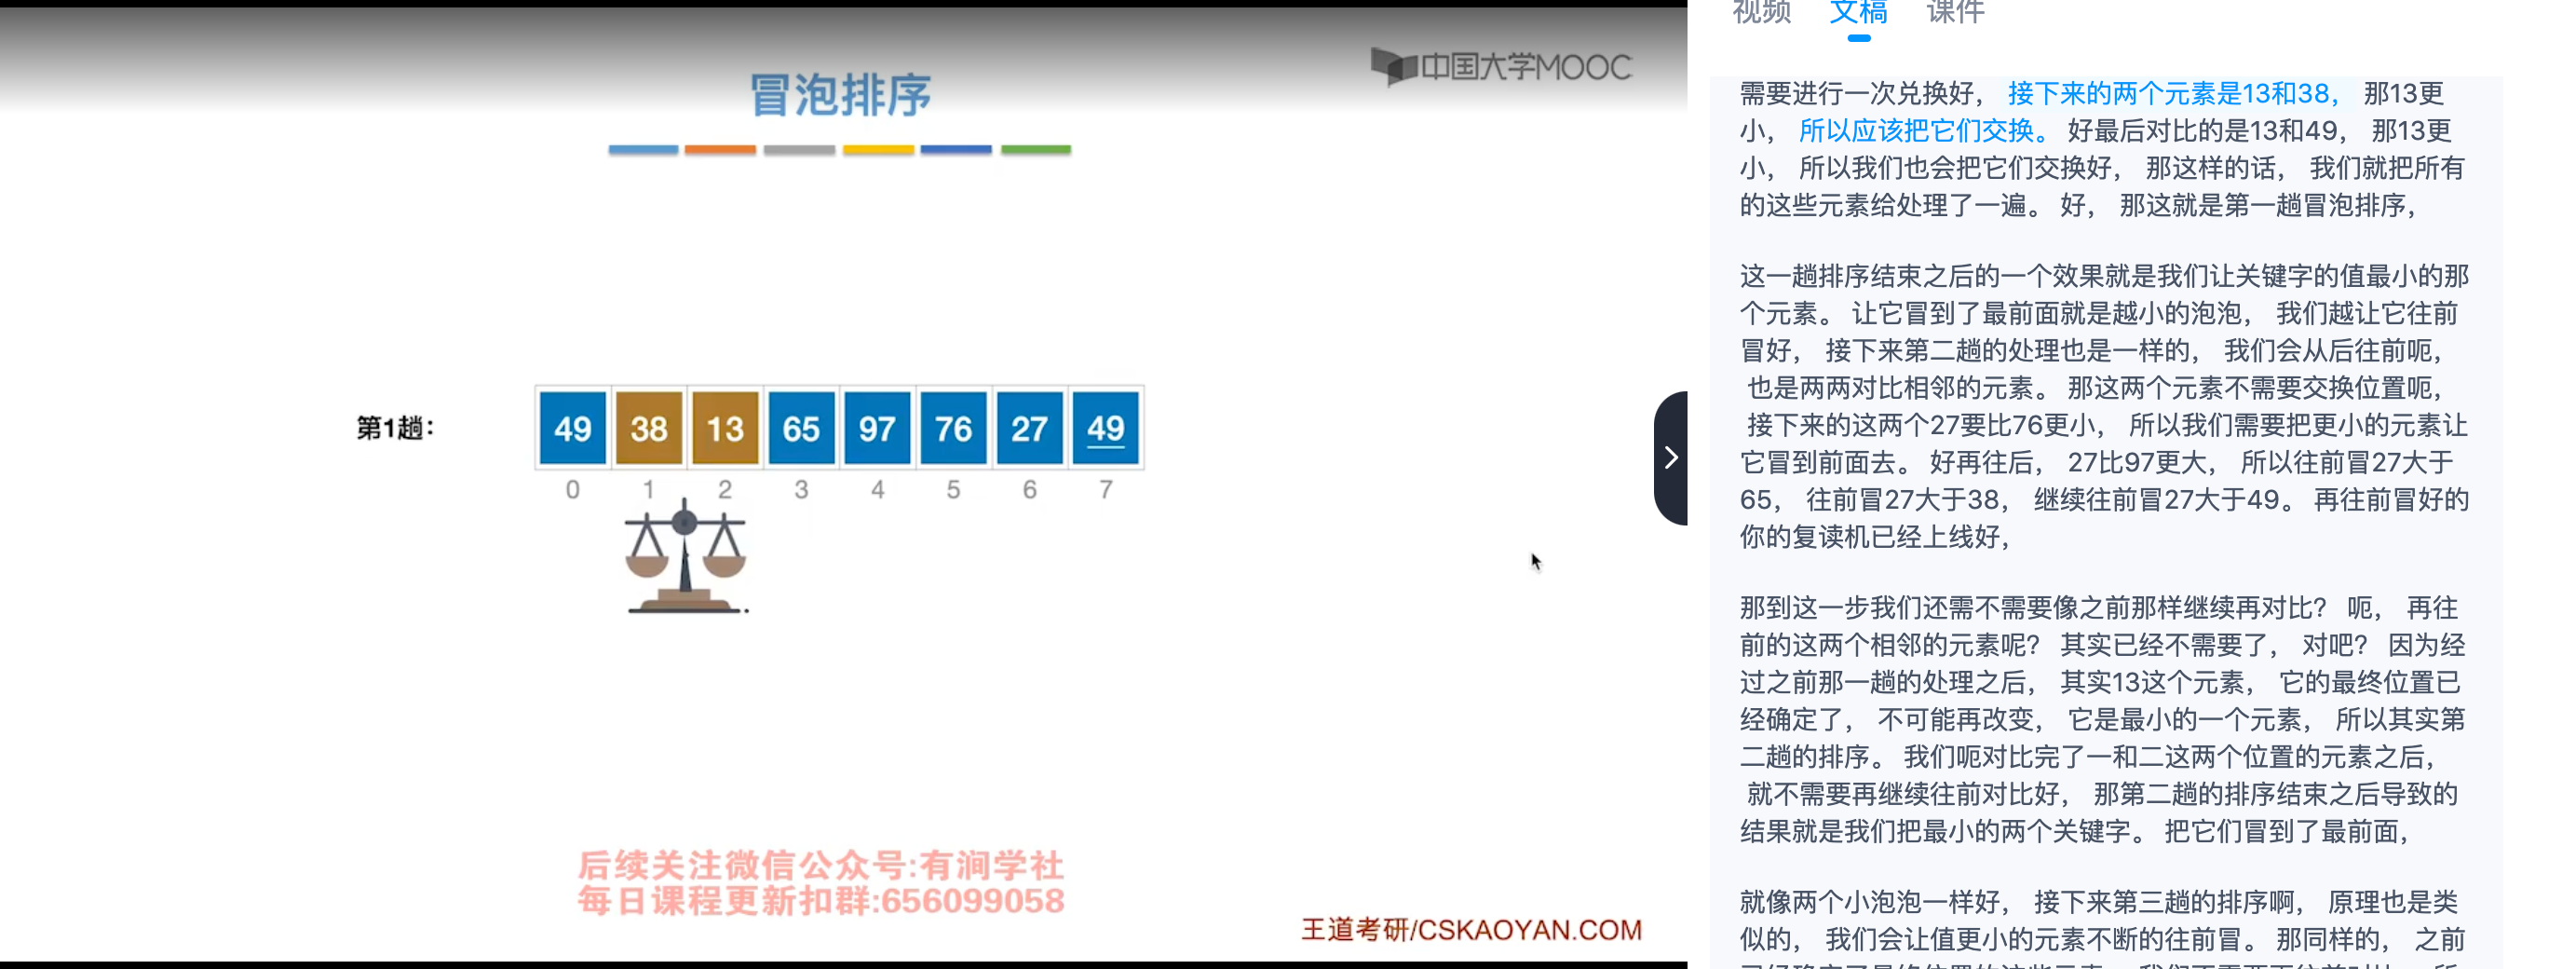 中国大学MOOC
冒泡排序
第1趟:
49 38 13 65 97 76 27 49
0 1 2 3 4 5 6 7
后续关注微信公众号:有涧学社
每日课程更新扣群:656099058
王道考研/CSKAOYAN.COM
视频 文稿 课件
需要进行一次兑换好， 接下来的两个元素是13和38， 那13更
小， 所以应该把它们交换。 好最后对比的是13和49， 那13更
小， 所以我们也会把它们交换好， 那这样的话， 我们就把所有
的这些元素给处理了一遍。 好， 那这就是第一趟冒泡排序，
这一趟排序结束之后的一个效果就是我们让关键字的值最小的那
个元素。 让它冒到了最前面就是越小的泡泡， 我们越让它往前
冒好， 接下来第二趟的处理也是一样的， 我们会从后往前呃，
也是两两对比相邻的元素。 那这两个元素不需要交换位置呃，
接下来的这两个27要比76更小， 所以我们需要把更小的元素让
它冒到前面去。 好再往后， 27比97更大， 所以往前冒27大于
65， 往前冒27大于38， 继续往前冒27大于49。 再往前冒好的
你的复读机已经上线好，
那到这一步我们还需不需要像之前那样继续再对比？ 呃， 再往
前的这两个相邻的元素呢？ 其实已经不需要了， 对吧？ 因为经
过之前那一趟的处理之后， 其实13这个元素， 它的最终位置已
经确定了， 不可能再改变， 它是最小的一个元素， 所以其实第
二趟的排序。 我们呃对比完了一和二这两个位置的元素之后，
就不需要再继续往前对比好， 那第二趟的排序结束之后导致的
结果就是我们把最小的两个关键字。 把它们冒到了最前面，
就像两个小泡泡一样好， 接下来第三趟的排序啊， 原理也是类
似的， 我们会让值更小的元素不断的往前冒。 那同样的， 之前